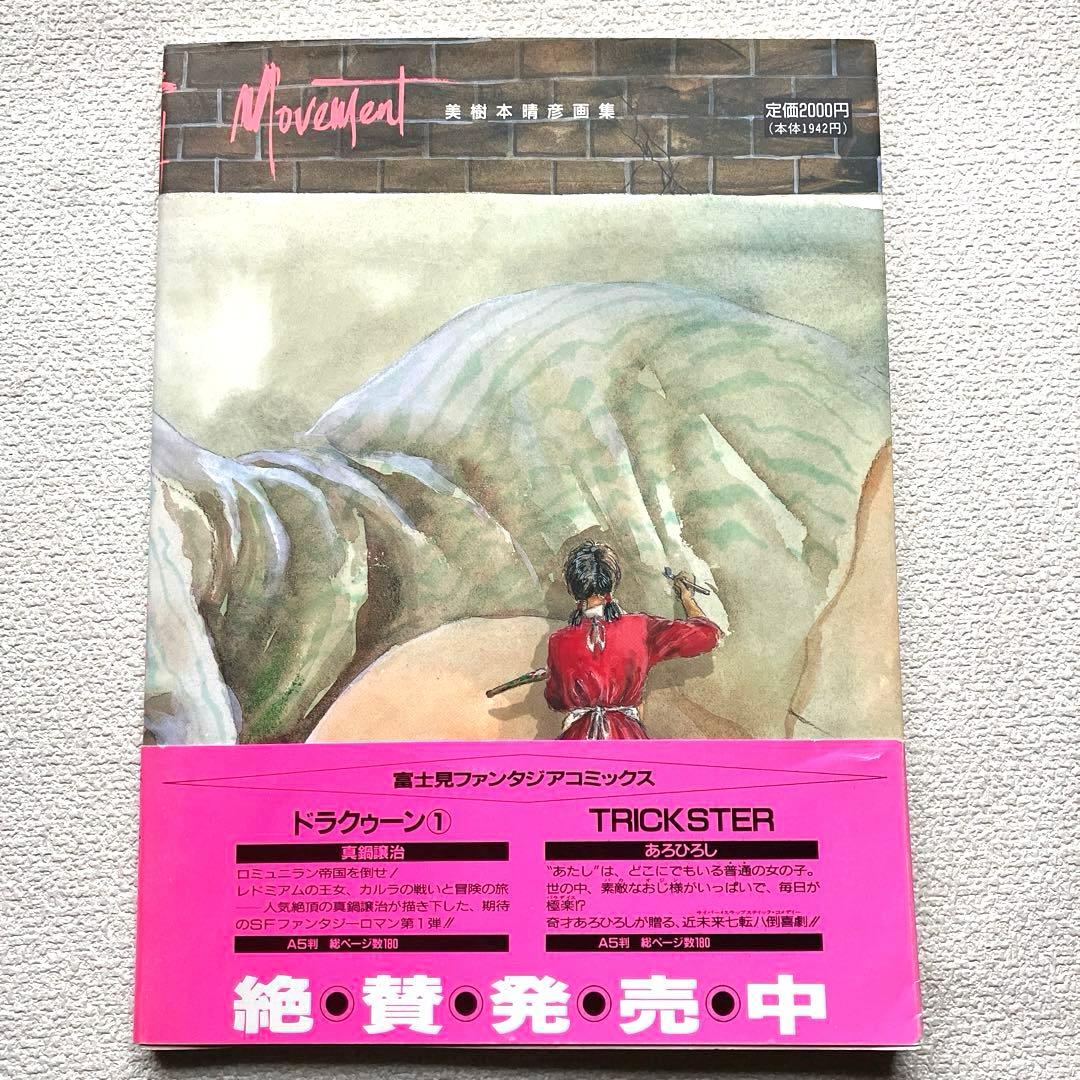 Movement
美樹本晴彦画集
定価2000円
(本体1942円)
富士見ファンタジアコミックス
ドラクゥーン①
真鍋譲治
ロミュニラン帝国を倒せ!
レドミアムの王女、カルラの戦いと冒険の旅
――人気絶頂の真鍋譲治が描き下した、期待
のSFファンタジーロマン第1弾!!
A5判 総ページ数180
TRICKSTER
あろひろし
“あたし”は、どこにでもいる普通の女の子。
世の中、素敵なおじ様がいっぱいで、毎日が
極楽!?
奇才あろひろしが贈る、近未来七転八倒喜劇!!
A5判 総ページ数180
絶・賛・発・売・中